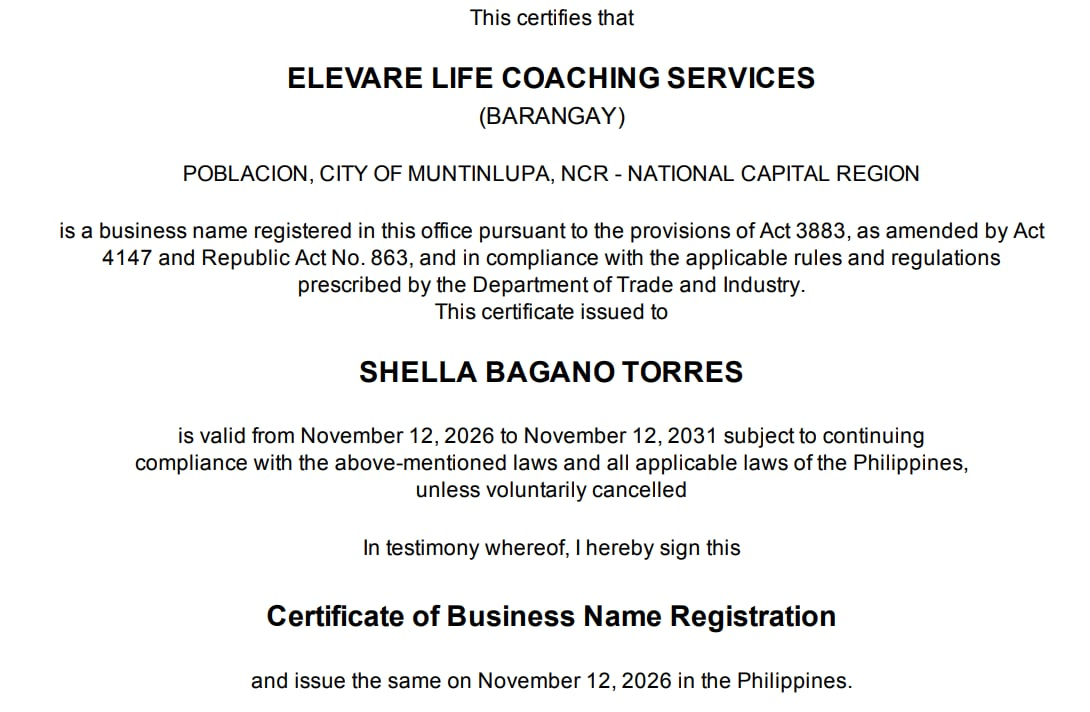 This certifies that
ELEVARE LIFE COACHING SERVICES
(BARANGAY)
POBLACION, CITY OF MUNTINLUPA, NCR - NATIONAL CAPITAL REGION
is a business name registered in this office pursuant to the provisions of Act 3883, as amended by Act
4147 and Republic Act No. 863, and in compliance with the applicable rules and regulations
prescribed by the Department of Trade and Industry.
This certificate issued to
SHELLA BAGANO TORRES
is valid from November 12, 2026 to November 12, 2031 subject to continuing
compliance with the above-mentioned laws and all applicable laws of the Philippines,
unless voluntarily cancelled
In testimony whereof, I hereby sign this
Certificate of Business Name Registration
and issue the same on November 12, 2026 in the Philippines.